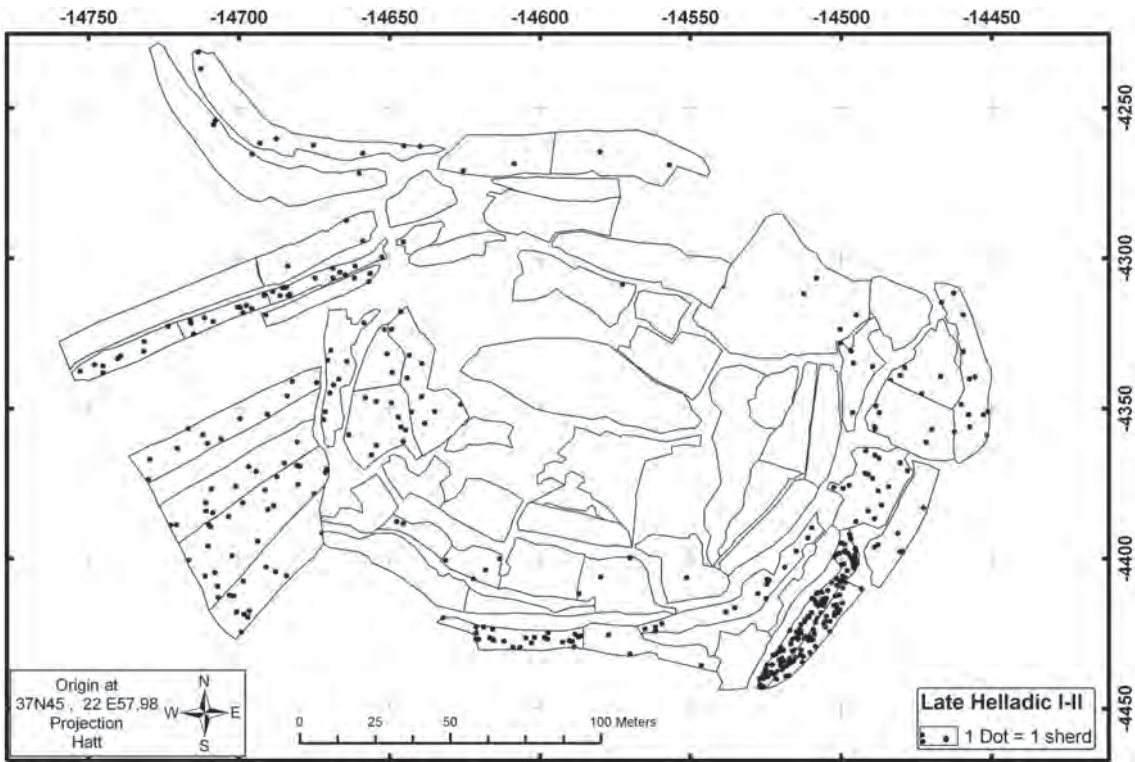 -14750 -14700 -14650 -14600 -14550 -14500 -14450
-4250
-4300
-4350
-4400
-4450
Origin at
37N45 , 22 E57,98
Projection
Hatt
N
W E
S
0 25 50 100 Meters
Late Helladic I-II
1 Dot = 1 sherd